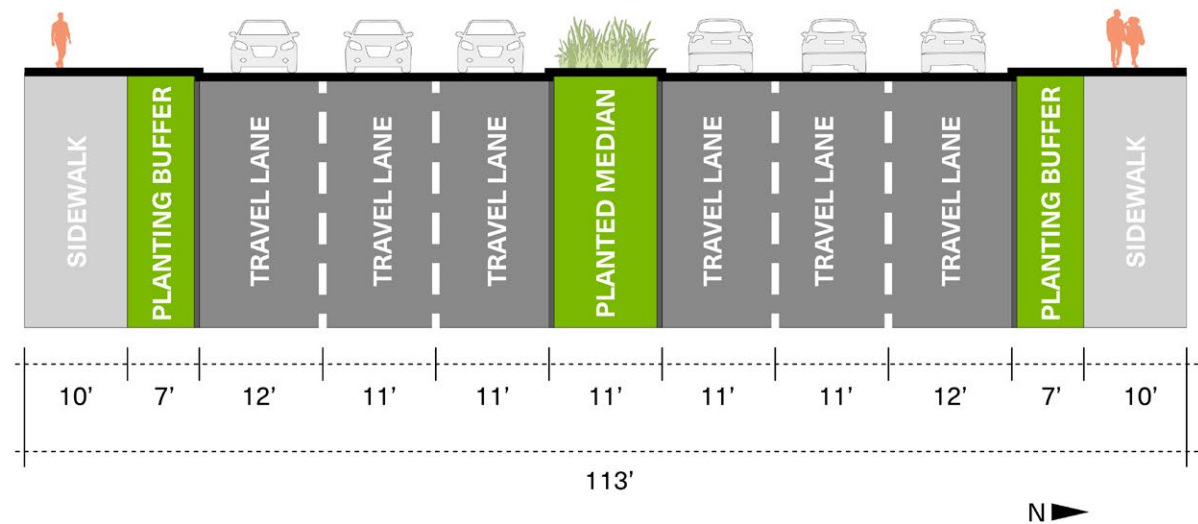 SIDEWALK
PLANTING BUFFER
TRAVEL LANE
TRAVEL LANE
TRAVEL LANE
PLANTED MEDIAN
TRAVEL LANE
TRAVEL LANE
TRAVEL LANE
PLANTING BUFFER
SIDEWALK
10’ 7’ 12’ 11’ 11’ 11’ 11’ 11’ 12’ 7’ 10’
113’
N